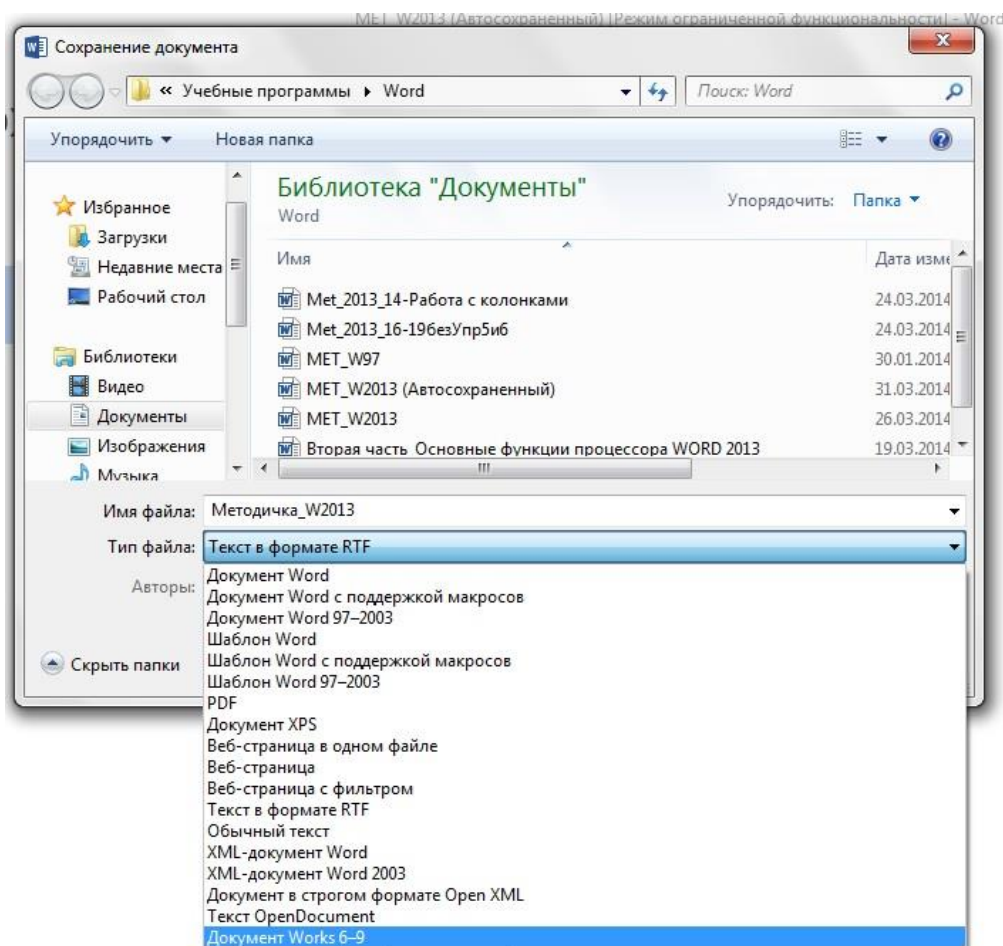 MET_W2013 (Автосохраненный) [Режим ограниченной функциональности] - Word
Сохранение документа
« Учебные программы Word
Поиск: Word
Упорядочить Новая папка
Избранное
Загрузки
Недавние места
Рабочий стол
Библиотеки
Видео
Документы
Изображения
Музыка
Библиотека "Документы"
Word
Упорядочить: Папка
Имя Дата изме
Met_2013_14-Работа с колонками 24.03.2014
Met_2013_16-19безУпр5и6 24.03.2014
MET_W97 30.01.2014
MET_W2013 (Автосохраненный) 31.03.2014
MET_W2013 26.03.2014
Вторая часть Основные функции процессора WORD 2013 19.03.2014
Имя файла: Методичка_W2013
Тип файла: Текст в формате RTF
Авторы:
Скрыть папки
Документ Word
Документ Word с поддержкой макросов
Документ Word 97–2003
Шаблон Word
Шаблон Word с поддержкой макросов
Шаблон Word 97–2003
PDF
Документ XPS
Веб-страница в одном файле
Веб-страница
Веб-страница с фильтром
Текст в формате RTF
Обычный текст
XML-документ Word
XML-документ Word 2003
Документ в строгом формате Open XML
Текст OpenDocument
Документ Works 6–9